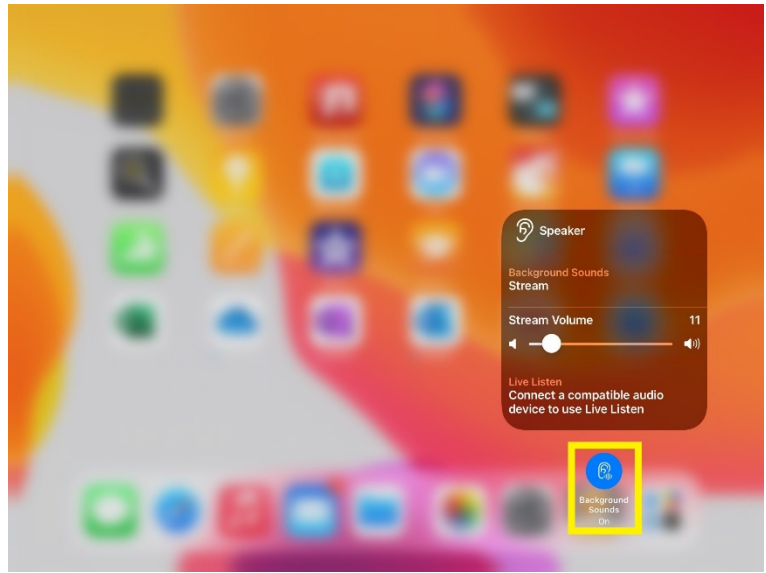 Speaker
Background Sounds
Stream
Stream Volume 11
Live Listen
Connect a compatible audio
device to use Live Listen
Background
Sounds
On